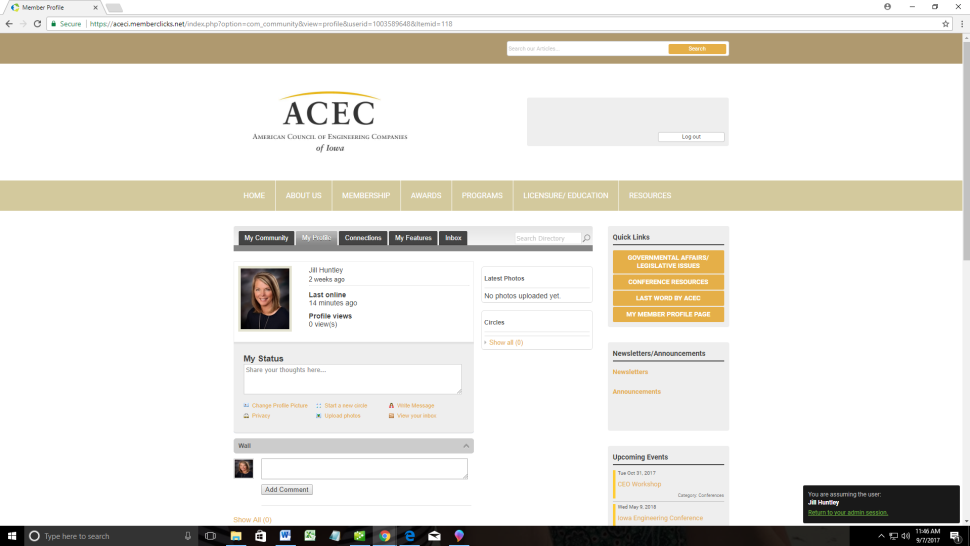 Member Profile
Secure
https://aceci.memberclicks.net/index.php?option=com_community&view=profile&userid=1003589648&Itemid=118
Search our Articles...
Search
ACEC
American Council of Engineering Companies
of Iowa
Log out
HOME
ABOUT US
MEMBERSHIP
AWARDS
PROGRAMS
LICENSURE/ EDUCATION
RESOURCES
My Community
My Profile
Connections
My Features
Inbox
Search Directory
Jill Huntley
2 weeks ago
Last online
14 minutes ago
Profile views
0 view(s)
Latest Photos
No photos uploaded yet.
Circles
Show all (0)
My Status
Share your thoughts here...
Change Profile Picture
Start a new circle
Write Message
Privacy
Upload photos
View your inbox
Wall
Add Comment
Show All (0)
Quick Links
GOVERNMENTAL AFFAIRS/
LEGISLATIVE ISSUES
CONFERENCE RESOURCES
LAST WORD BY ACEC
MY MEMBER PROFILE PAGE
Newsletters/Announcements
Newsletters
Announcements
Upcoming Events
Tue Oct 31, 2017
CEO Workshop
Category: Conferences
Wed May 9, 2018
Iowa Engineering Conference
You are assuming the user:
Jill Huntley
Return to your admin session.
Type here to search
11:46 AM
9/7/2017